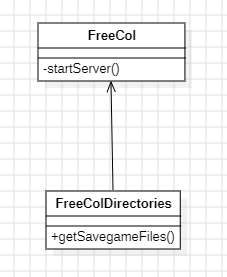 FreeCol
-startServer()
FreeColDirectories
+getSavegameFiles()